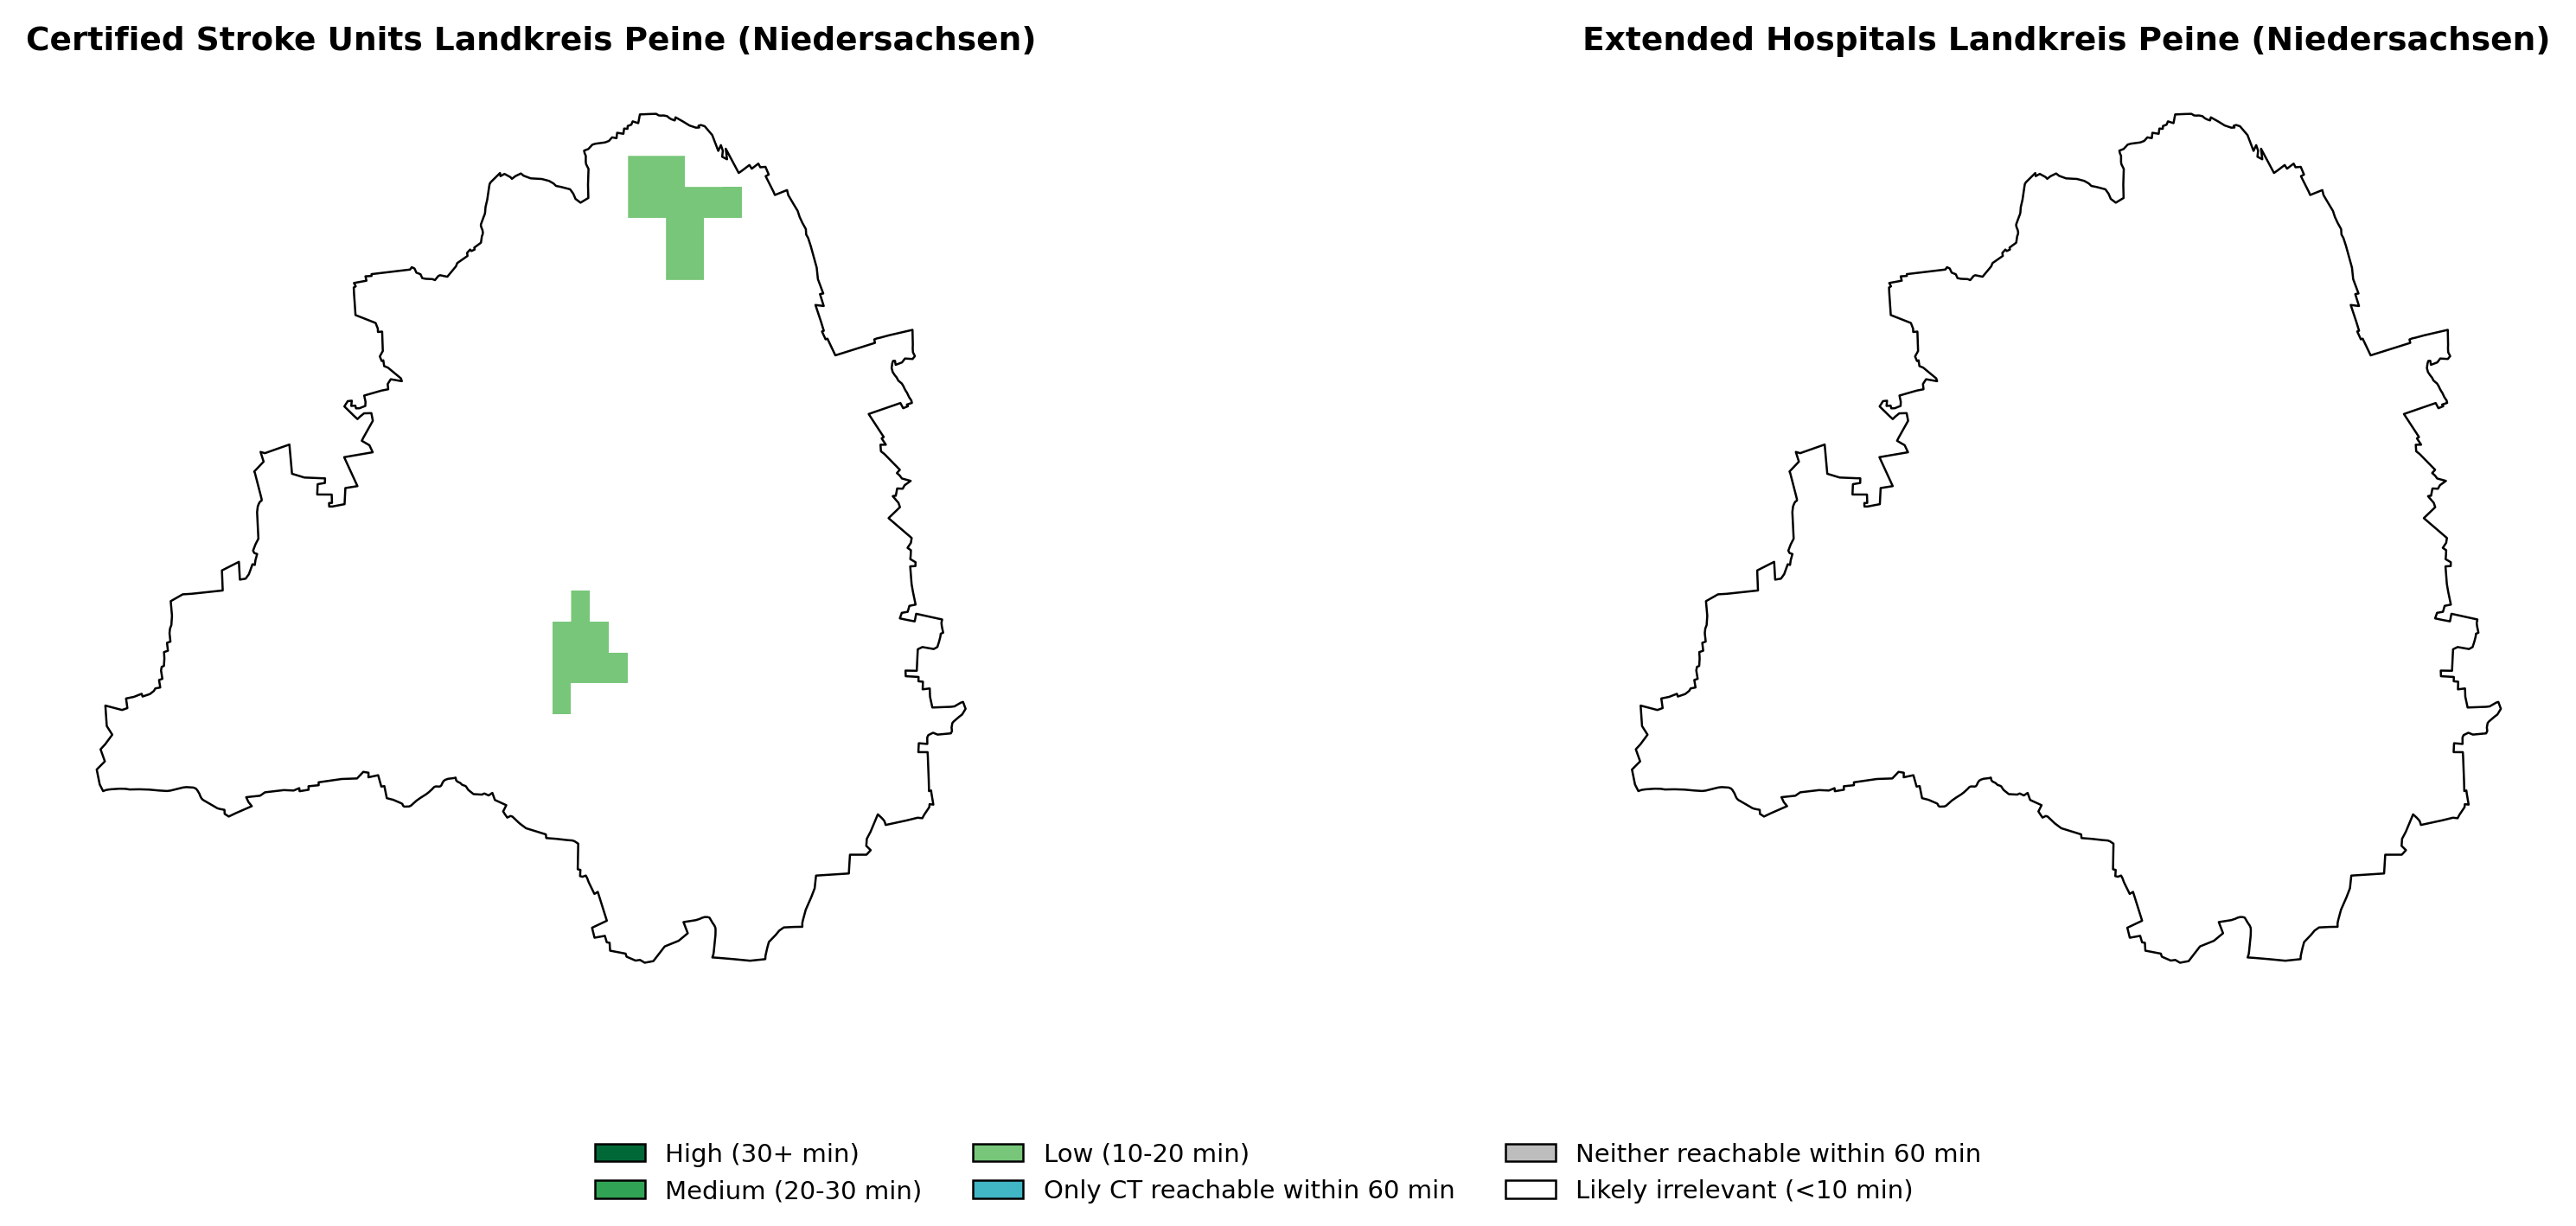 Certified Stroke Units Landkreis Peine (Niedersachsen)
Extended Hospitals Landkreis Peine (Niedersachsen)
High (30+ min)
Medium (20-30 min)
Low (10-20 min)
Only CT reachable within 60 min
Neither reachable within 60 min
Likely irrelevant (<10 min)